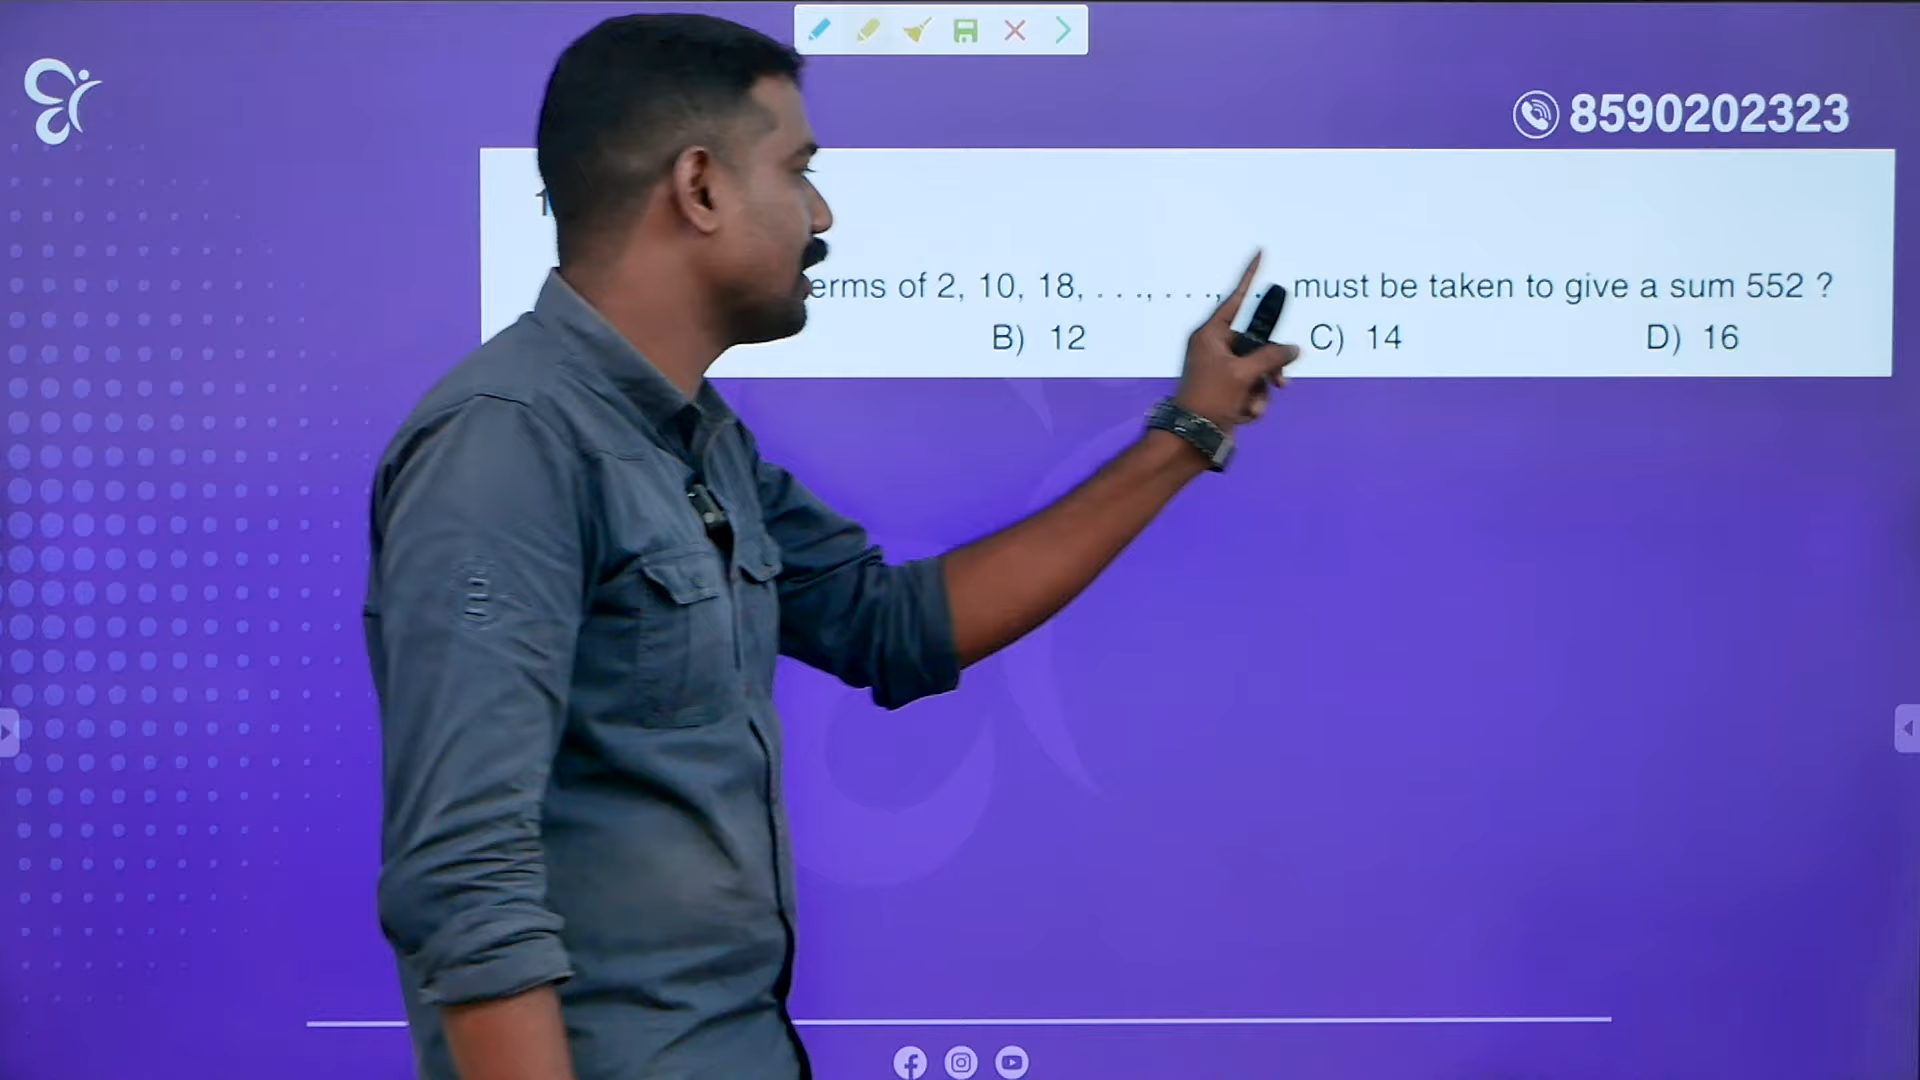 8590202323
erms of 2, 10, 18, . . ., . . ., . . . must be taken to give a sum 552 ?
B) 12 C) 14 D) 16